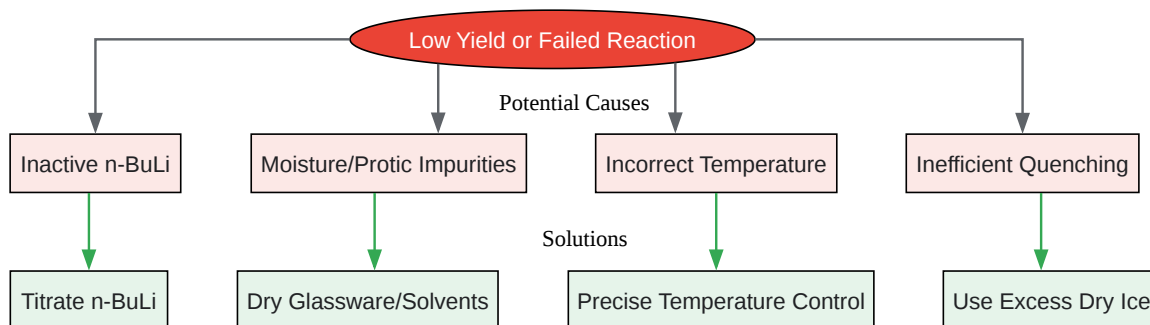 Low Yield or Failed Reaction
Potential Causes
Inactive n-BuLi
Moisture/Protic Impurities
Incorrect Temperature
Inefficient Quenching
Solutions
Titrate n-BuLi
Dry Glassware/Solvents
Precise Temperature Control
Use Excess Dry Ice